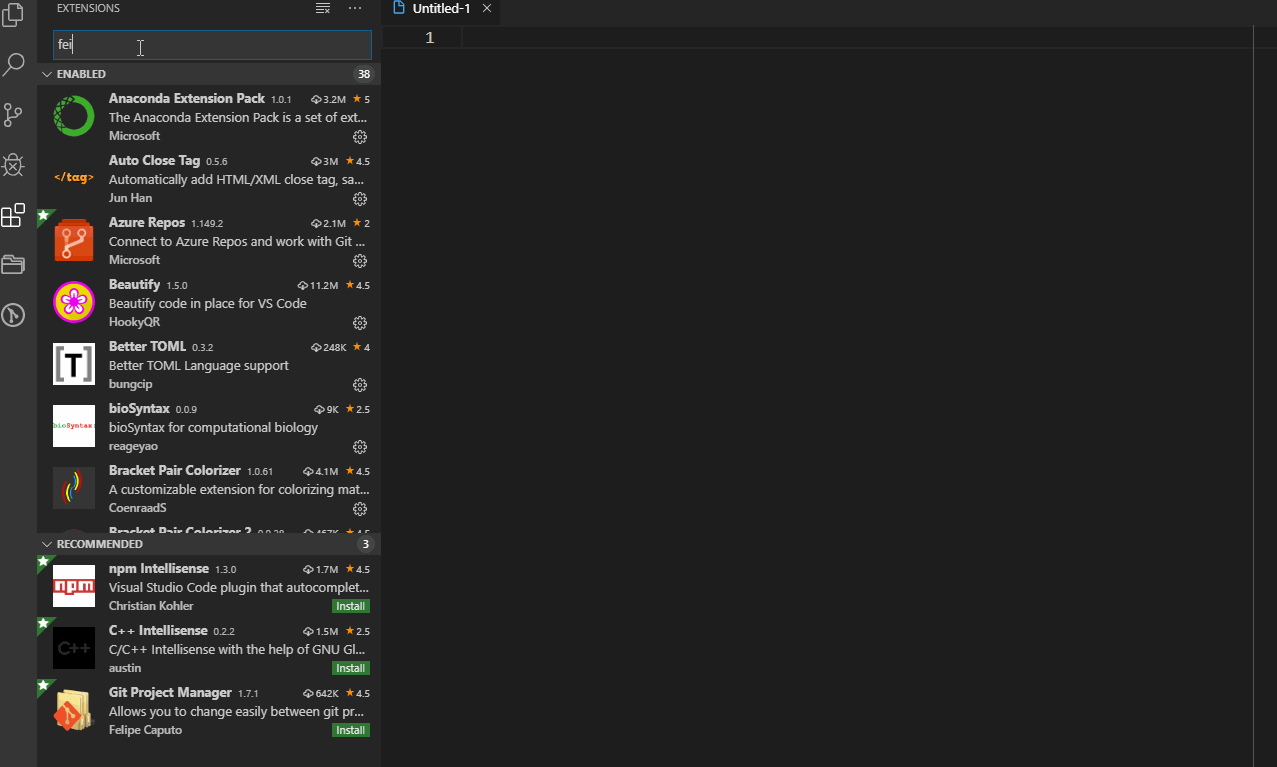 EXTENSIONS
Untitled-1
fei
1
ENABLED 38
Anaconda Extension Pack 1.0.1 3.2M 5
The Anaconda Extension Pack is a set of ext...
Microsoft
Auto Close Tag 0.5.6 3M 4.5
</tag>
Automatically add HTML/XML close tag, sa...
Jun Han
Azure Repos 1.149.2 2.1M 2
Connect to Azure Repos and work with Git ...
Microsoft
Beautify 1.5.0 11.2M 4.5
Beautify code in place for VS Code
HookyQR
Better TOML 0.3.2 248K 4
[T]
Better TOML Language support
bungcip
bioSyntax 0.0.9 9K 2.5
bioSyntax
bioSyntax for computational biology
reageyao
Bracket Pair Colorizer 1.0.61 4.1M 4.5
A customizable extension for colorizing mat...
CoenraadS
Bracket Pair Colorizer 2
RECOMMENDED 3
npm Intellisense 1.3.0 1.7M 4.5
npm
Visual Studio Code plugin that autocomplet...
Christian Kohler Install
C++ Intellisense 0.2.2 1.5M 2.5
C++
C/C++ Intellisense with the help of GNU Gl...
austin Install
Git Project Manager 1.7.1 642K 4.5
Allows you to change easily between git pr...
Felipe Caputo Install